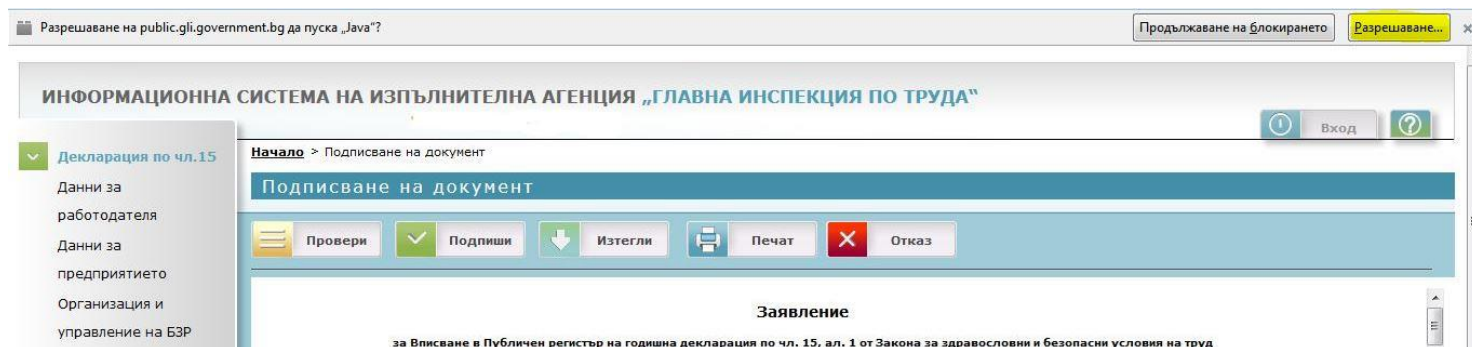 Разрешаване на public.gli.government.bg да пуска „Java“?
Продължаване на блокирането
Разрешаване...
ИНФОРМАЦИОННА СИСТЕМА НА ИЗПЪЛНИТЕЛНА АГЕНЦИЯ „ГЛАВНА ИНСПЕКЦИЯ ПО ТРУДА“
Вход
Декларация по чл.15
Данни за
работодателя
Данни за
предприятието
Организация и
управление на БЗР
Начало > Подписване на документ
Подписване на документ
Провери
Подпиши
Изтегли
Печат
Отказ
Заявление
за Вписване в Публичен регистър на годишна декларация по чл. 15, ал. 1 от Закона за здравословни и безопасни условия на труд